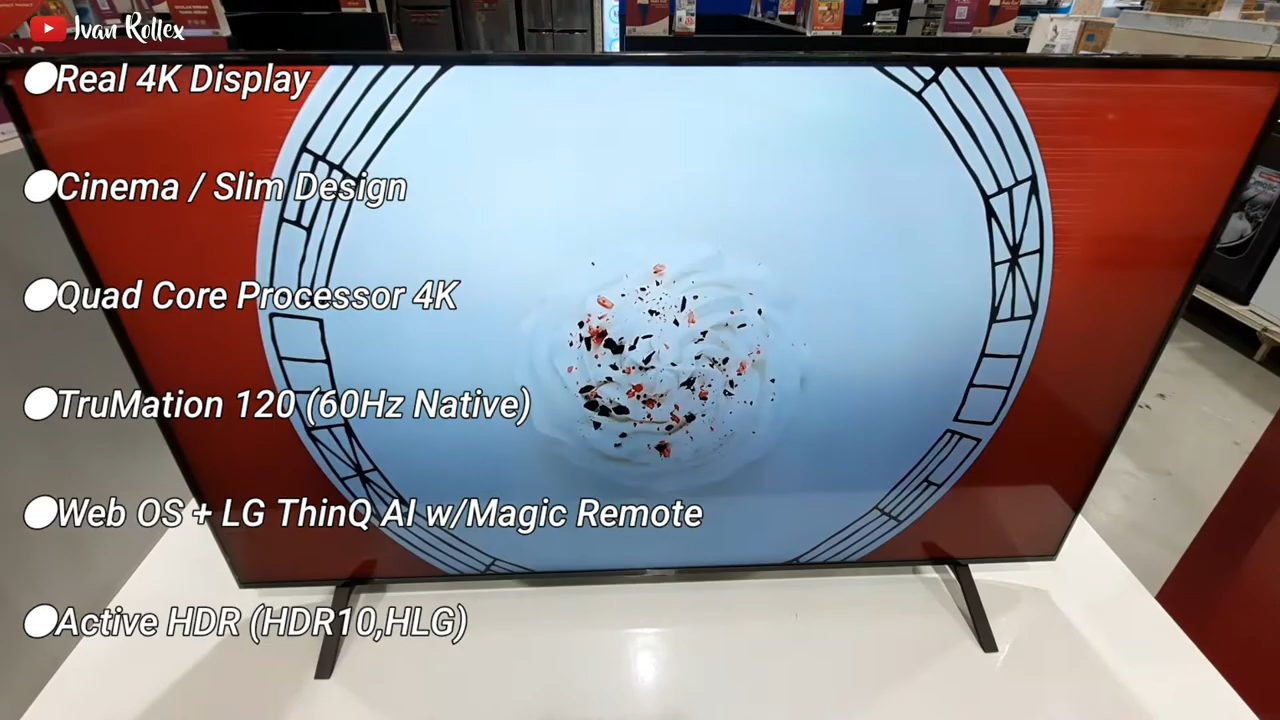 Ivan Rollex
●Real 4K Display
●Cinema / Slim Design
●Quad Core Processor 4K
●TruMation 120 (60Hz Native)
●Web OS + LG ThinQ AI w/Magic Remote
●Active HDR (HDR10,HLG)